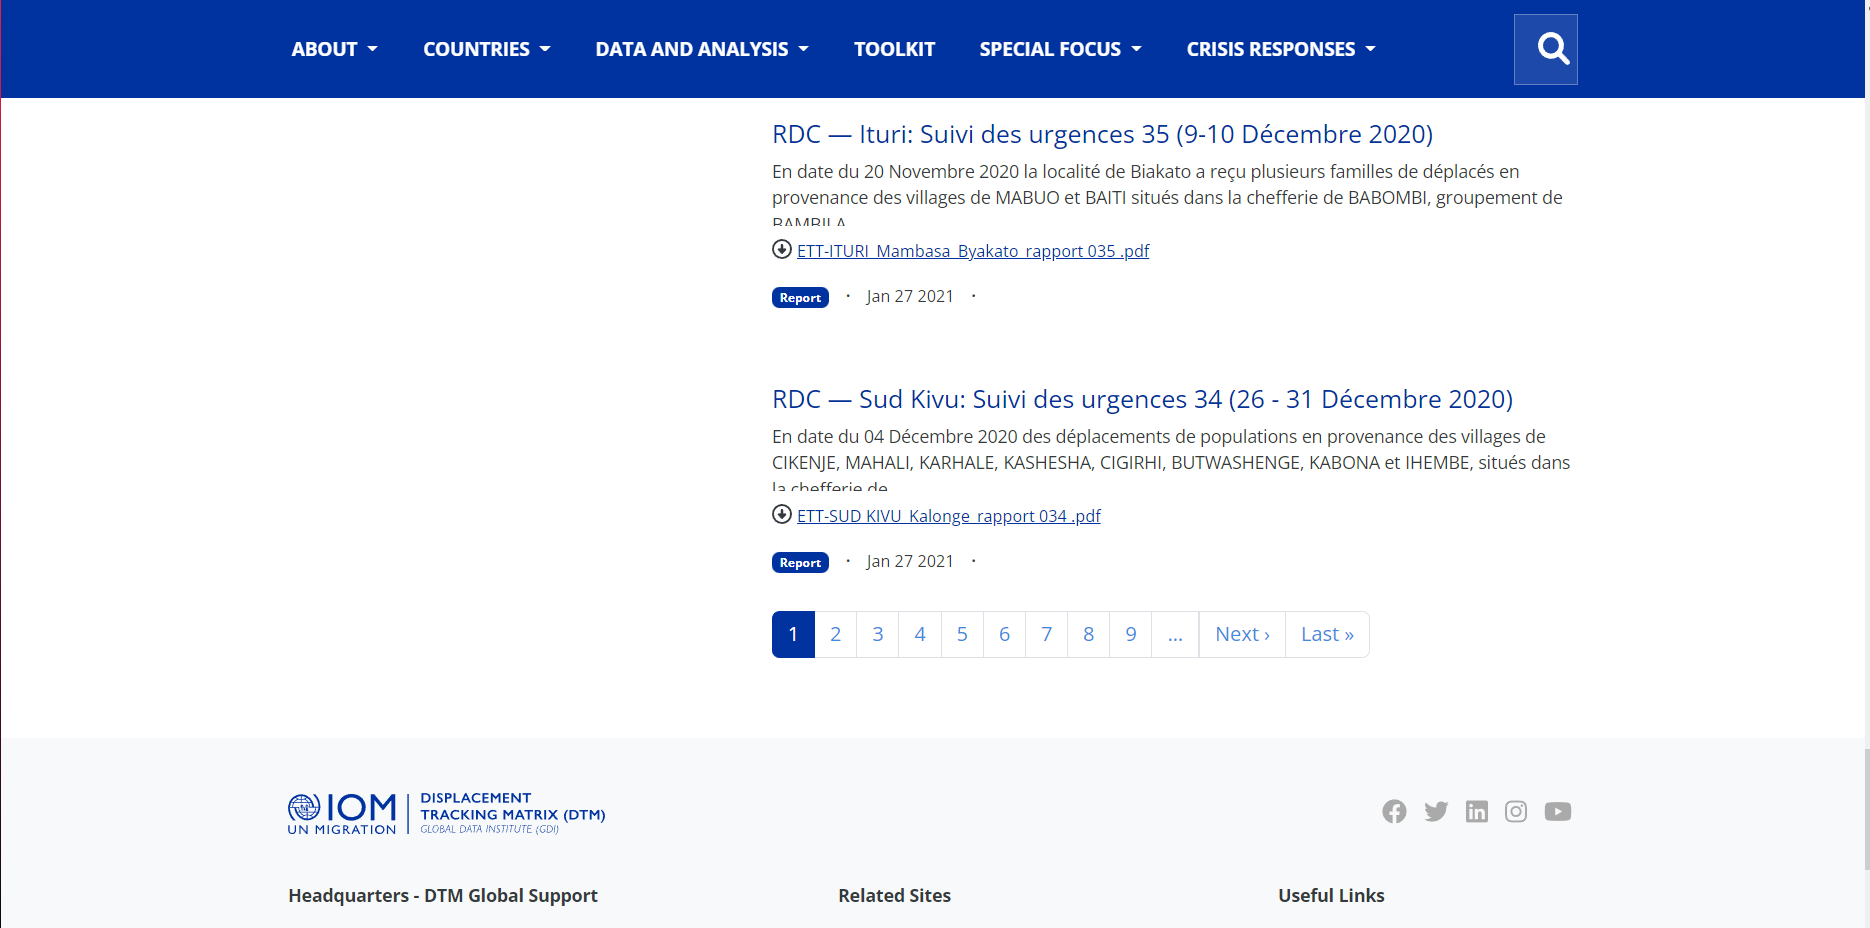 ABOUT COUNTRIES DATA AND ANALYSIS TOOLKIT SPECIAL FOCUS CRISIS RESPONSES
RDC — Ituri: Suivi des urgences 35 (9-10 Décembre 2020)
En date du 20 Novembre 2020 la localité de Biakato a reçu plusieurs familles de déplacés en
provenance des villages de MABUO et BAITI situés dans la chefferie de BABOMBI, groupement de
BAMBILA
ETT-ITURI_Mambasa_Byakato_rapport 035 .pdf
Report · Jan 27 2021 ·
RDC — Sud Kivu: Suivi des urgences 34 (26 - 31 Décembre 2020)
En date du 04 Décembre 2020 des déplacements de populations en provenance des villages de
CIKENJE, MAHALI, KARHALE, KASHESHA, CIGIRHI, BUTWASHENGE, KABONA et IHEMBE, situés dans
la chefferie de
ETT-SUD KIVU_Kalonge_rapport 034 .pdf
Report · Jan 27 2021 ·
1 2 3 4 5 6 7 8 9 … Next › Last »
IOM UN MIGRATION
DISPLACEMENT
TRACKING MATRIX (DTM)
GLOBAL DATA INSTITUTE (GDI)
Headquarters - DTM Global Support Related Sites Useful Links